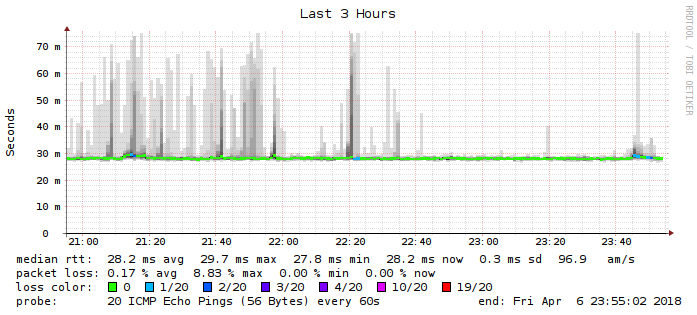 Last 3 Hours
RRDTOOL / TOBI OETIKER
Seconds
70 m
60 m
50 m
40 m
30 m
20 m
10 m
0
21:00 21:20 21:40 22:00 22:20 22:40 23:00 23:20 23:40
median rtt: 28.2 ms avg 29.7 ms max 27.8 ms min 28.2 ms now 0.3 ms sd 96.9 am/s
packet loss: 0.17 % avg 8.83 % max 0.00 % min 0.00 % now
loss color: 0 1/20 2/20 3/20 4/20 10/20 19/20
probe: 20 ICMP Echo Pings (56 Bytes) every 60s end: Fri Apr 6 23:55:02 2018